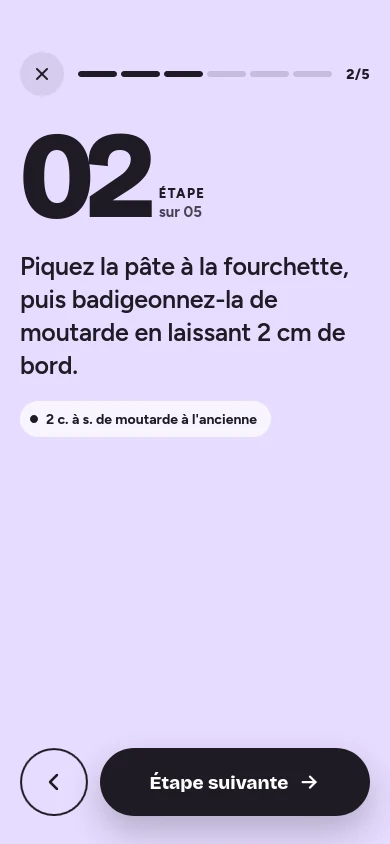 2/5
02
ÉTAPE
sur 05
Piquez la pâte à la fourchette,
puis badigeonnez-la de
moutarde en laissant 2 cm de
bord.
2 c. à s. de moutarde à l'ancienne
Étape suivante